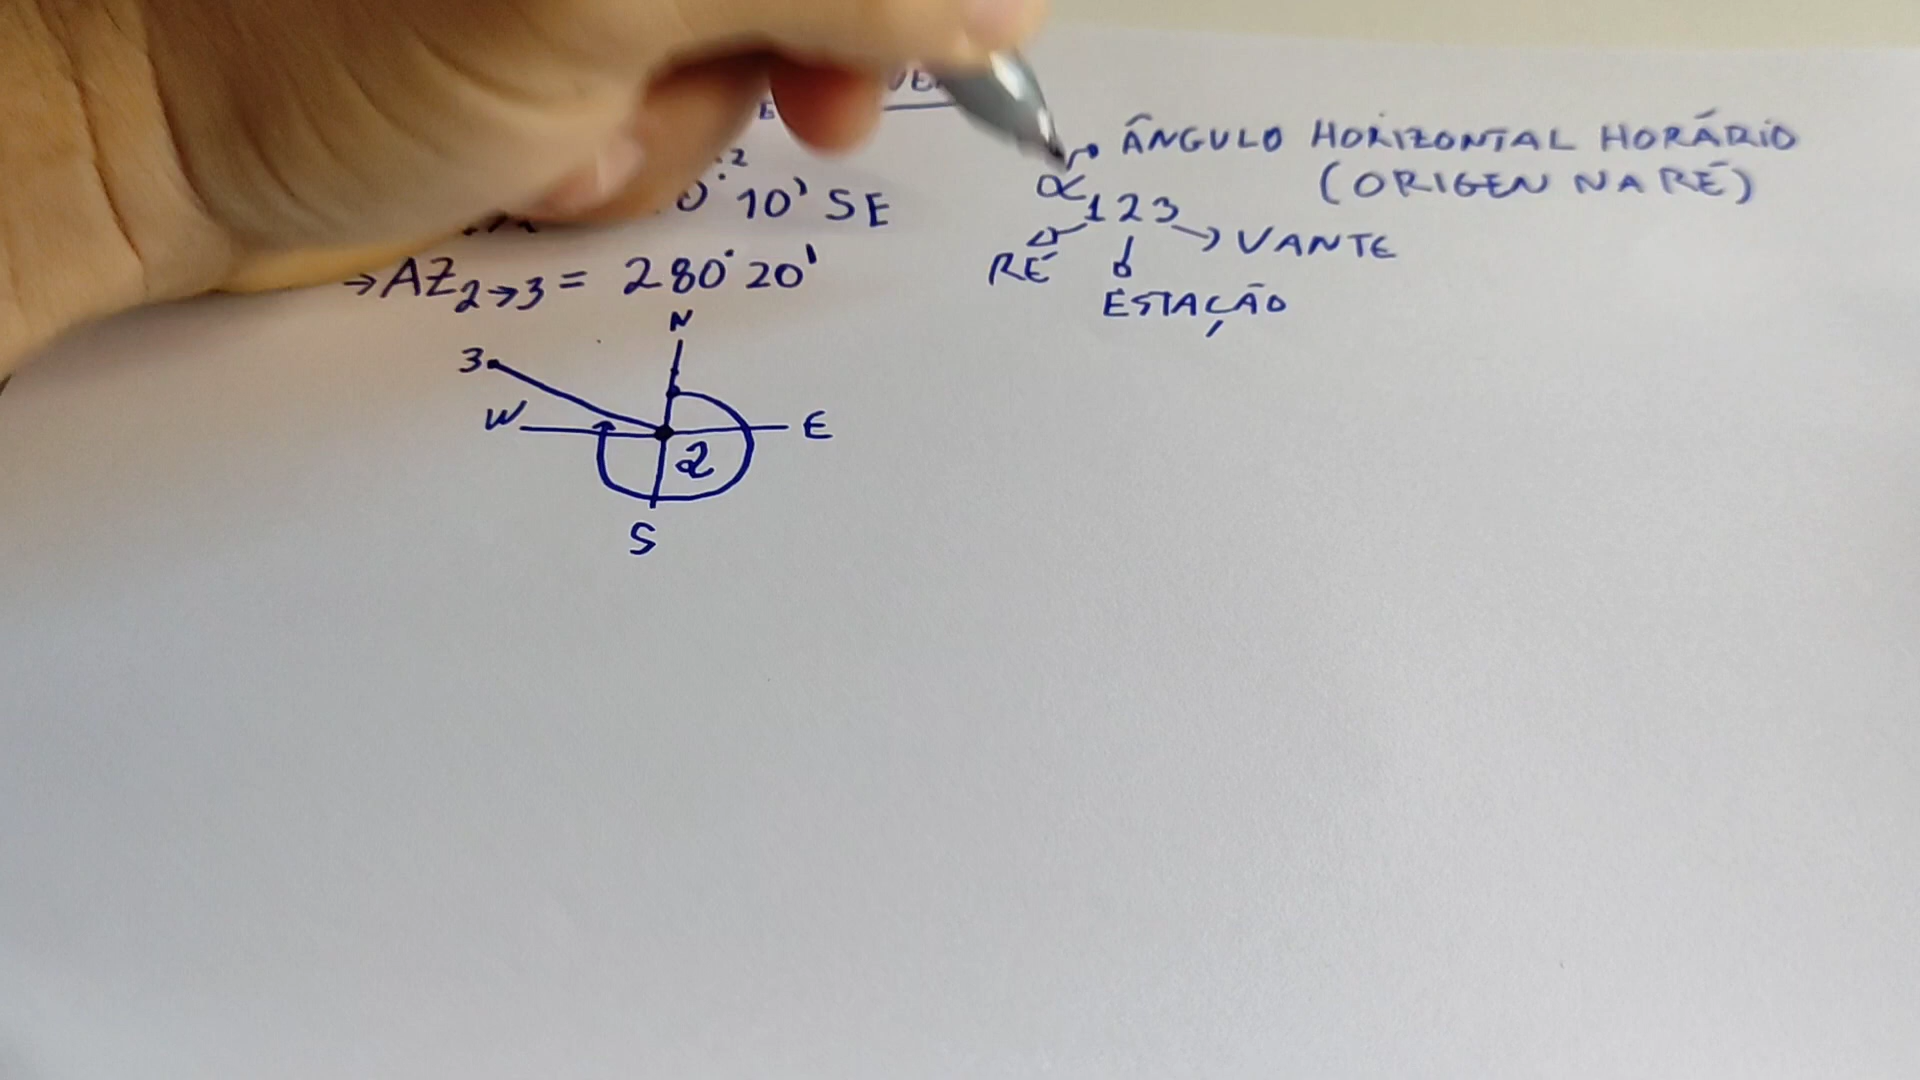 10' SE
→AZ2→3 = 280° 20'
N
3
W
E
2
S
ÂNGULO HORIZONTAL HORÁRIO
(ORIGEN NA RÉ)
α123
RÉ
VANTE
ESTAÇÃO